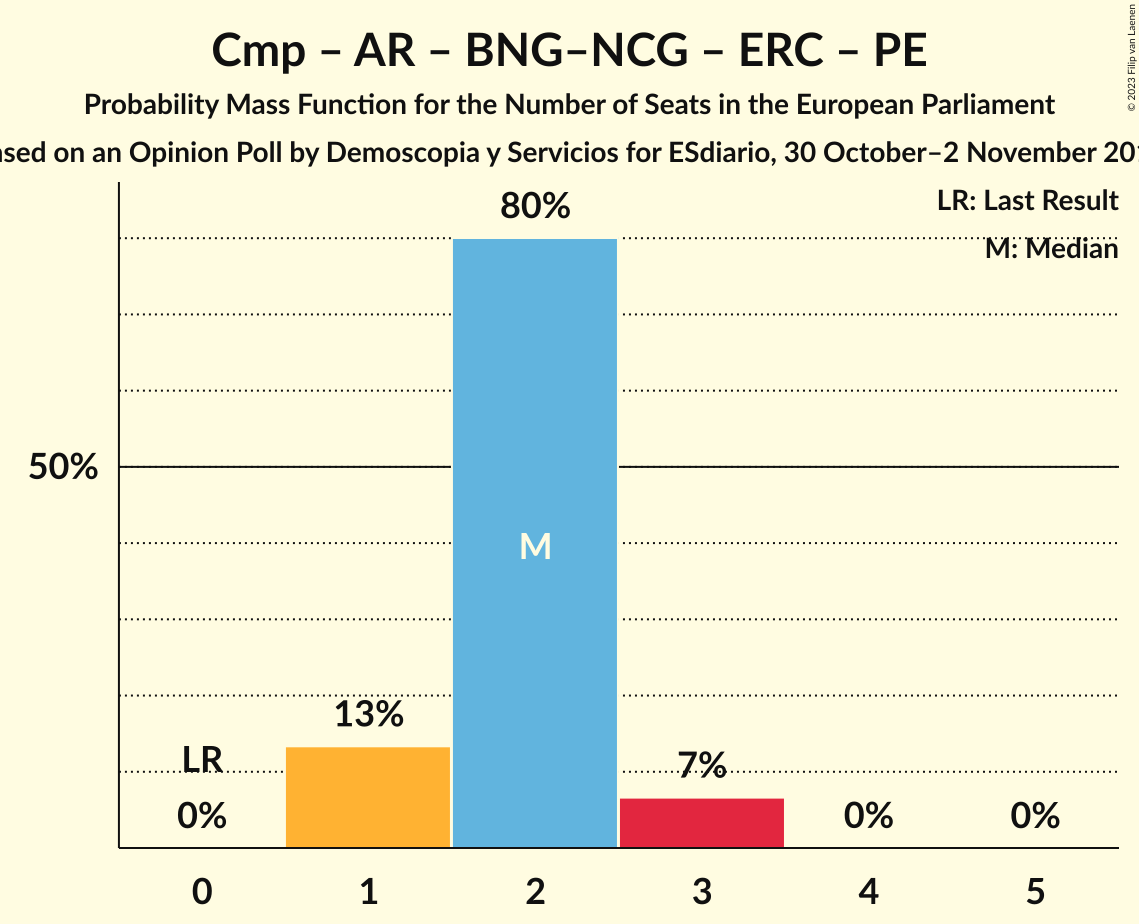 Cmp – AR – BNG–NCG – ERC – PE
Probability Mass Function for the Number of Seats in the European Parliament
on an Opinion Poll by Demoscopia y Servicios for ESdiario, 30 October–2 November
© 2023 Filip van Laenen
LR: Last Result
M: Median
80%
50%
M
13%
LR
7%
0%
0%
0%
0
1
2
3
4
5